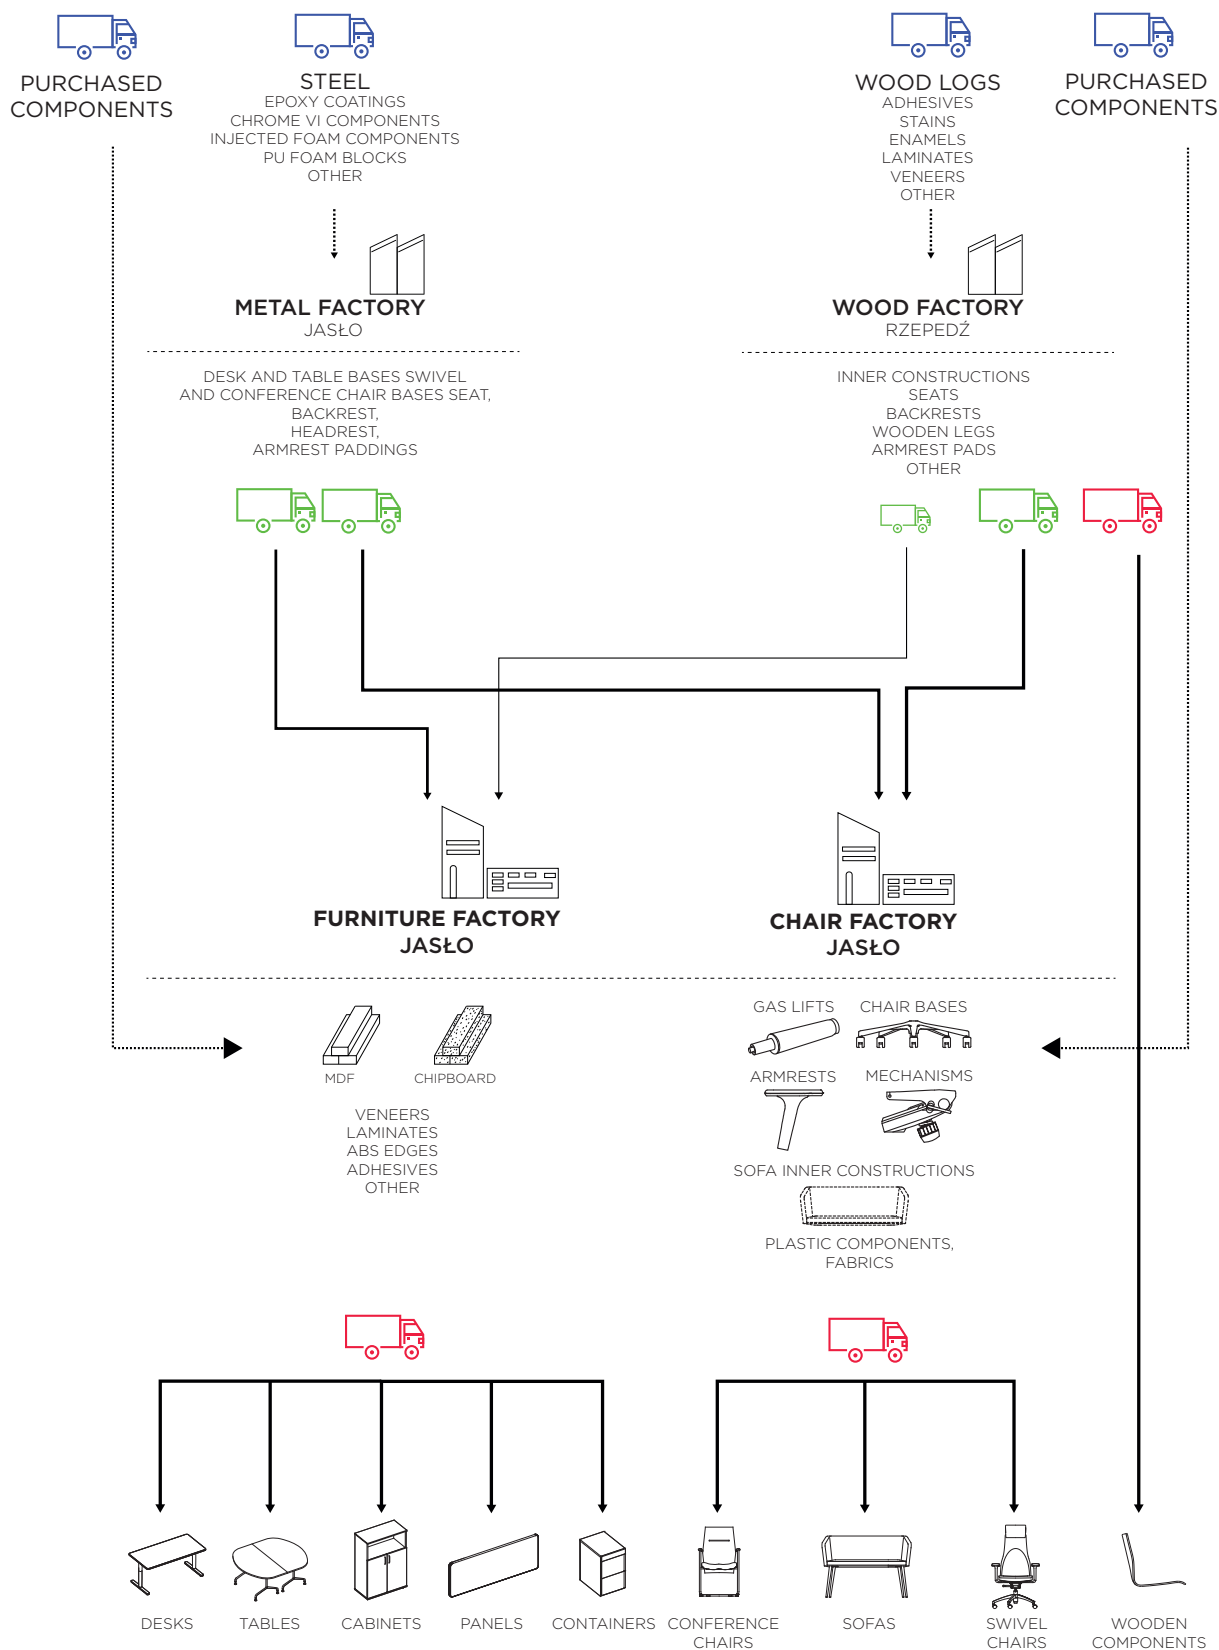 PURCHASED
COMPONENTS
STEEL
EPOXY COATINGS
CHROME VI COMPONENTS
INJECTED FOAM COMPONENTS
PU FOAM BLOCKS
OTHER
WOOD LOGS
ADHESIVES
STAINS
ENAMELS
LAMINATES
VENEERS
OTHER
PURCHASED
COMPONENTS
METAL FACTORY
JASŁO
WOOD FACTORY
RZEPEDŹ
DESK AND TABLE BASES SWIVEL
AND CONFERENCE CHAIR BASES SEAT,
BACKREST,
HEADREST,
ARMREST PADDINGS
INNER CONSTRUCTIONS
SEATS
BACKRESTS
WOODEN LEGS
ARMREST PADS
OTHER
FURNITURE FACTORY
JASŁO
CHAIR FACTORY
JASŁO
MDF
CHIPBOARD
VENEERS
LAMINATES
ABS EDGES
ADHESIVES
OTHER
GAS LIFTS
CHAIR BASES
ARMRESTS
MECHANISMS
SOFA INNER CONSTRUCTIONS
PLASTIC COMPONENTS,
FABRICS
DESKS
TABLES
CABINETS
PANELS
CONTAINERS
CONFERENCE
CHAIRS
SOFAS
SWIVEL
CHAIRS
WOODEN
COMPONENTS